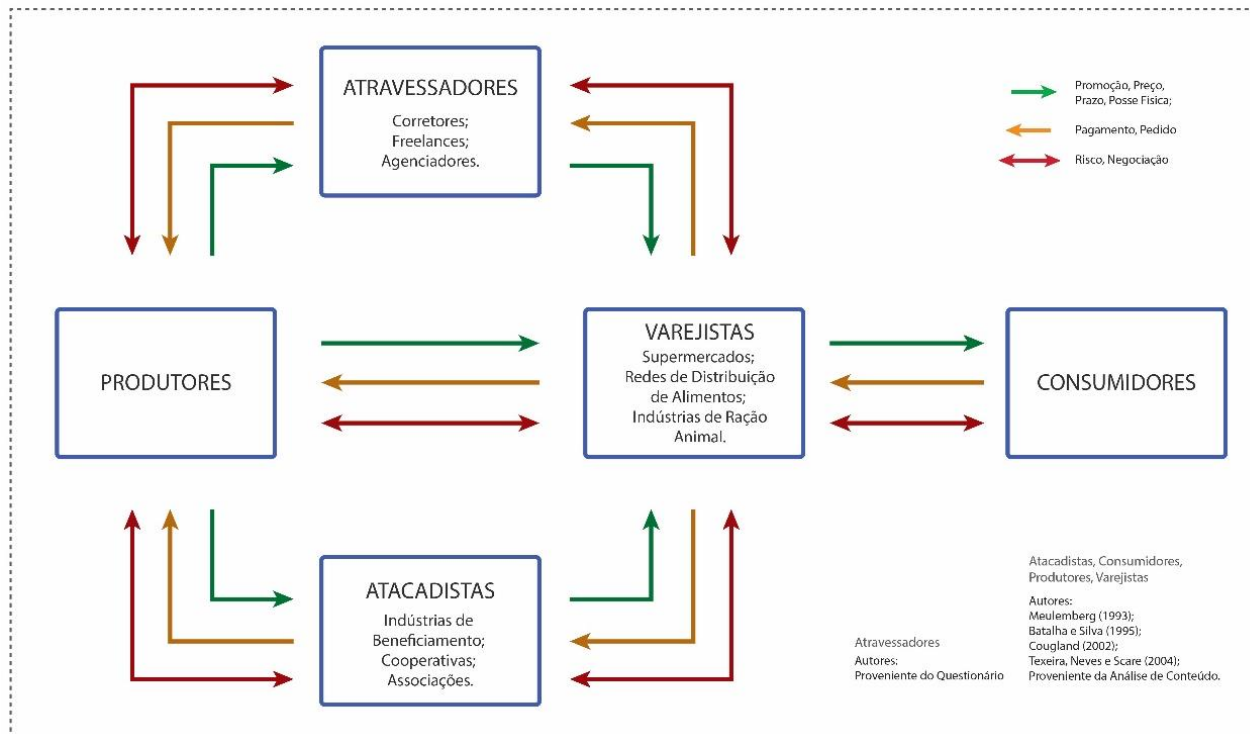 ATRAVESSADORES
Corretores;
Freelances;
Agenciadores.
Promoção, Preço,
Prazo, Posse Fisica;
Pagamento, Pedido
Risco, Negociação
PRODUTORES
VAREJISTAS
Supermercados;
Redes de Distribuição
de Alimentos;
Indústrias de Ração
Animal.
CONSUMIDORES
ATACADISTAS
Indústrias de
Beneficiamento;
Cooperativas;
Associações.
Atravessadores
Autores:
Proveniente do Questionário
Atacadistas, Consumidores,
Produtores, Varejistas
Autores:
Meulemberg (1993);
Batalha e Silva (1995);
Cougland (2002);
Texeira, Neves e Scare (2004);
Proveniente da Análise de Conteúdo.